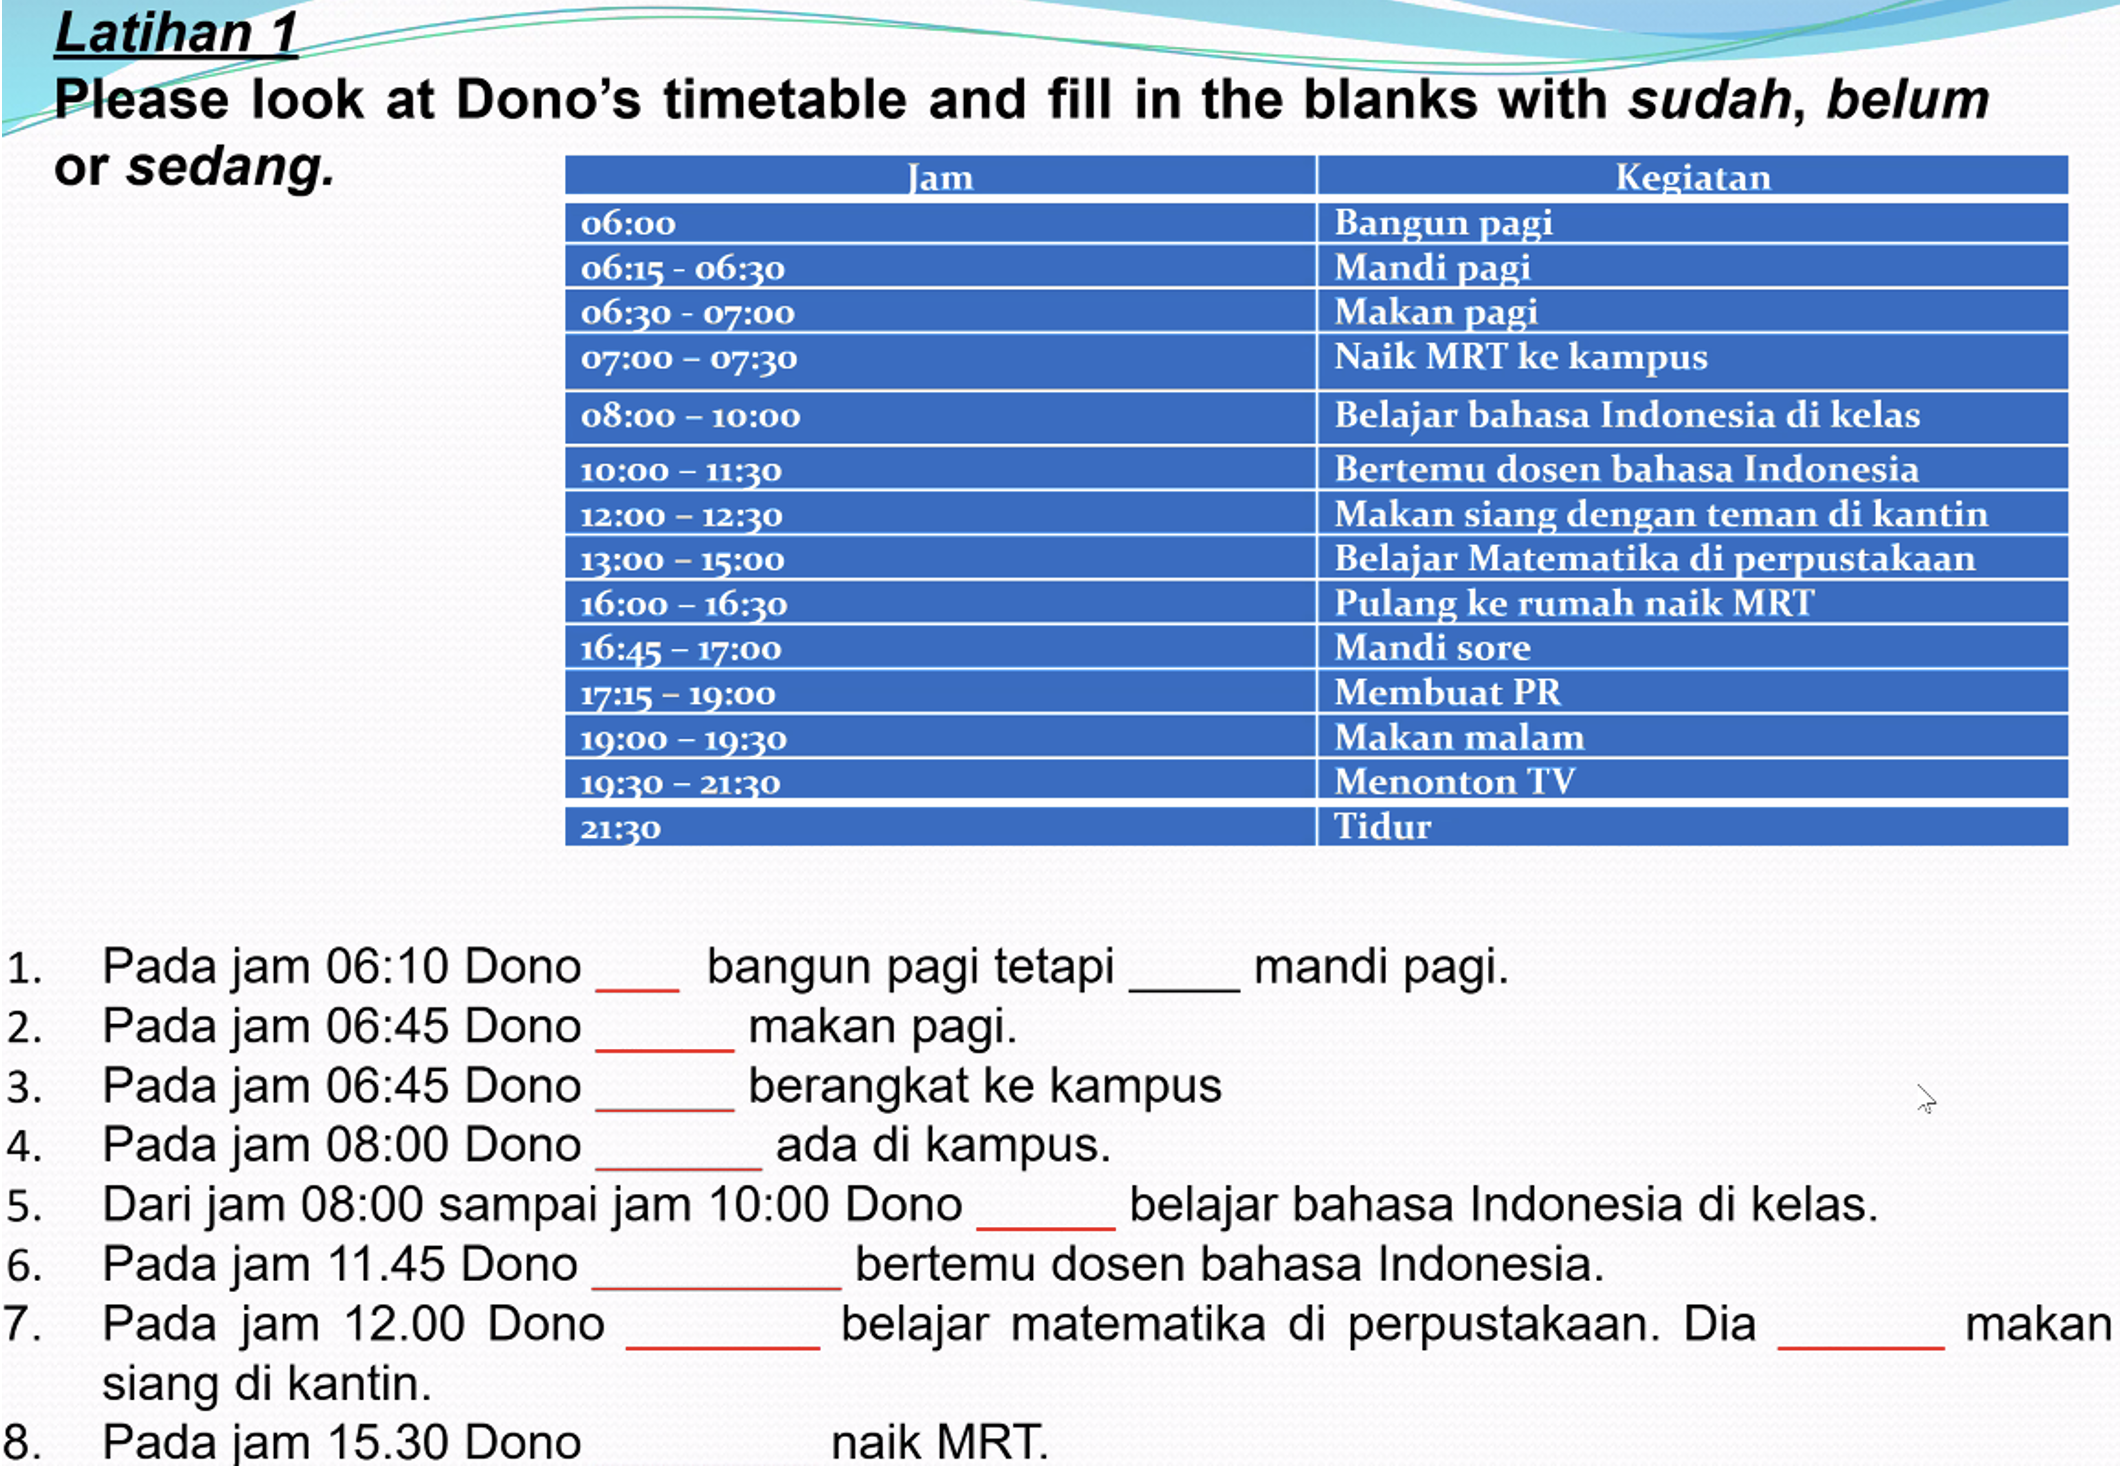 Latihan 1
Please look at Dono’s timetable and fill in the blanks with sudah, belum
or sedang.
Jam Kegiatan
06:00 Bangun pagi
06:15 - 06:30 Mandi pagi
06:30 - 07:00 Makan pagi
07:00 – 07:30 Naik MRT ke kampus
08:00 – 10:00 Belajar bahasa Indonesia di kelas
10:00 – 11:30 Bertemu dosen bahasa Indonesia
12:00 – 12:30 Makan siang dengan teman di kantin
13:00 – 15:00 Belajar Matematika di perpustakaan
16:00 – 16:30 Pulang ke rumah naik MRT
16:45 – 17:00 Mandi sore
17:15 – 19:00 Membuat PR
19:00 – 19:30 Makan malam
19:30 – 21:30 Menonton TV
21:30 Tidur
1. Pada jam 06:10 Dono ___ bangun pagi tetapi ____ mandi pagi.
2. Pada jam 06:45 Dono _____ makan pagi.
3. Pada jam 06:45 Dono _____ berangkat ke kampus
4. Pada jam 08:00 Dono ______ ada di kampus.
5. Dari jam 08:00 sampai jam 10:00 Dono _____ belajar bahasa Indonesia di kelas.
6. Pada jam 11.45 Dono _________ bertemu dosen bahasa Indonesia.
7. Pada jam 12.00 Dono _______ belajar matematika di perpustakaan. Dia ______ makan
siang di kantin.
8. Pada jam 15.30 Dono naik MRT.